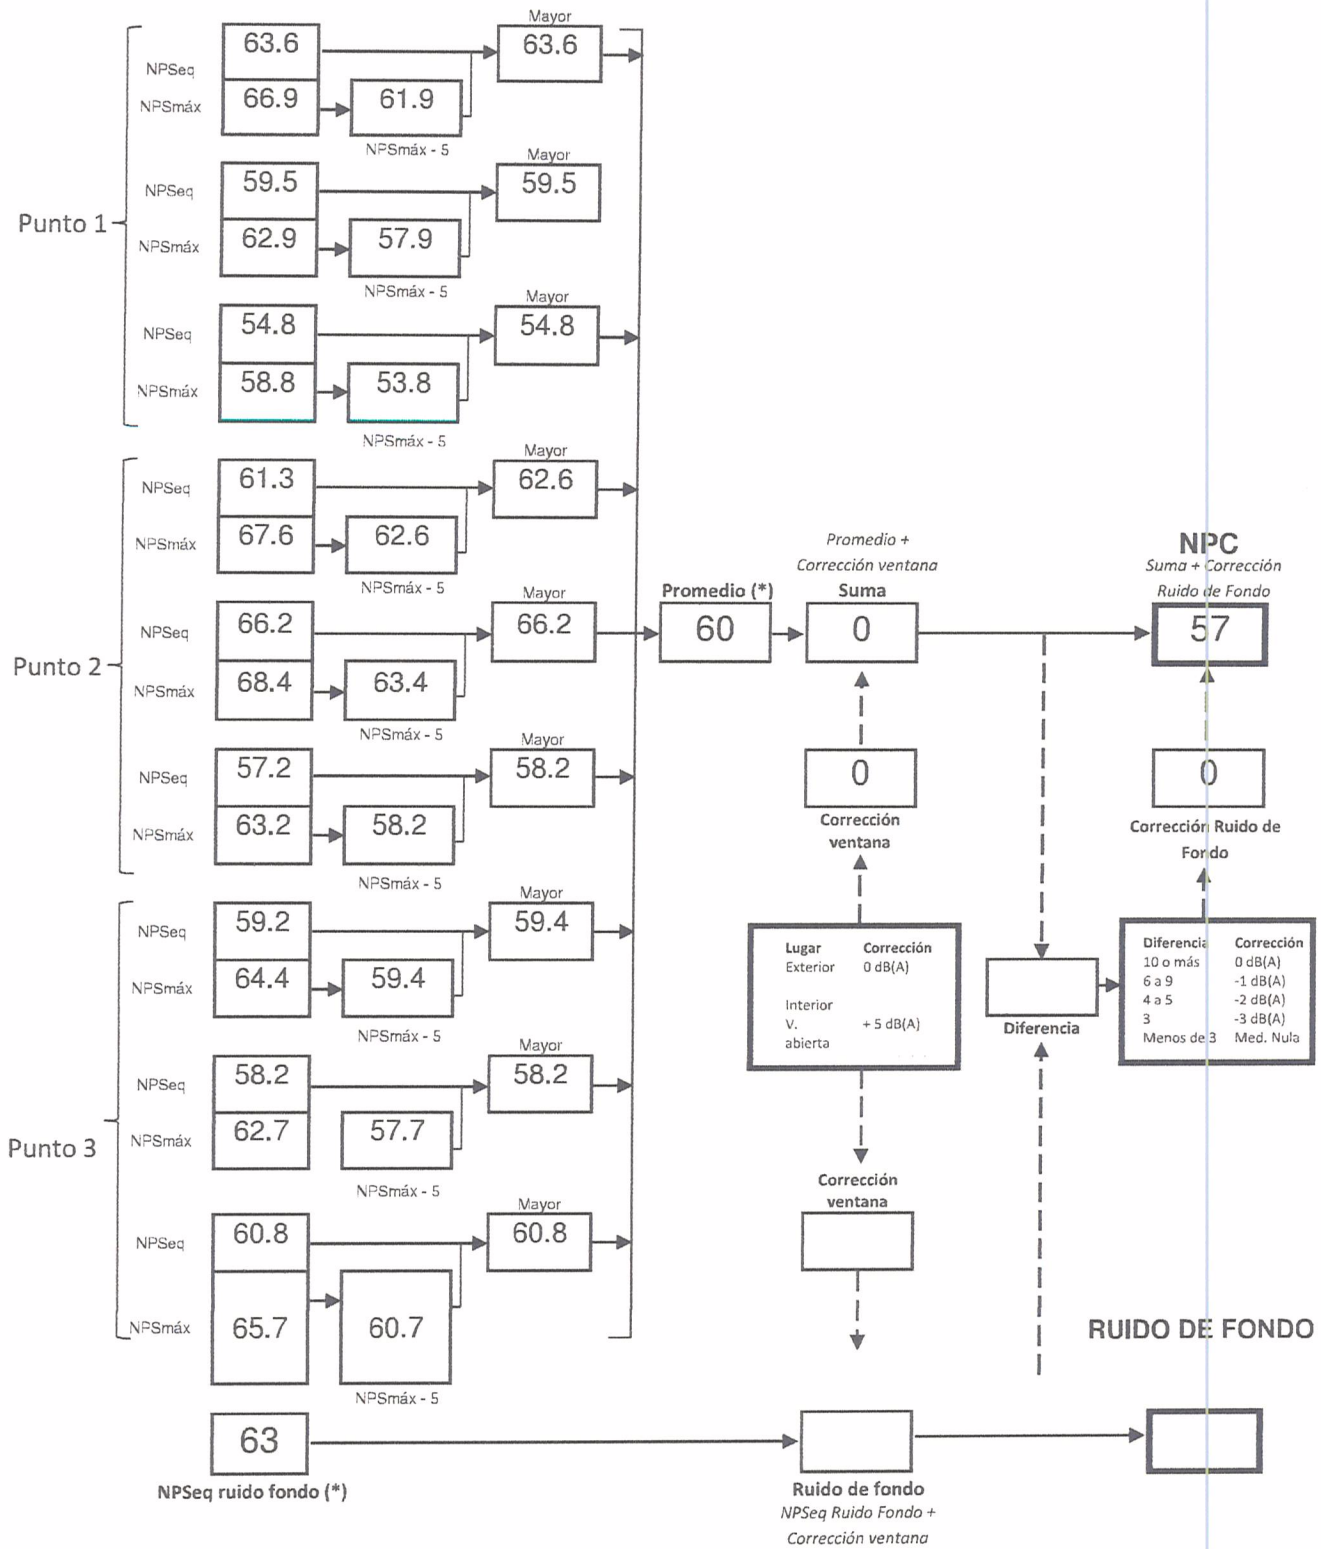 Punto 1
NPSeq
63.6
NPSmáx
66.9
61.9
NPSmáx - 5
Mayor
63.6
NPSeq
59.5
NPSmáx
62.9
57.9
NPSmáx - 5
Mayor
59.5
NPSeq
54.8
NPSmáx
58.8
53.8
NPSmáx - 5
Mayor
54.8
Punto 2
NPSeq
61.3
NPSmáx
67.6
62.6
NPSmáx - 5
Mayor
62.6
NPSeq
66.2
NPSmáx
68.4
63.4
NPSmáx - 5
Mayor
66.2
NPSeq
57.2
NPSmáx
63.2
58.2
NPSmáx - 5
Mayor
58.2
Punto 3
NPSeq
59.2
NPSmáx
64.4
59.4
NPSmáx - 5
Mayor
59.4
NPSeq
58.2
NPSmáx
62.7
57.7
NPSmáx - 5
Mayor
58.2
NPSeq
60.8
NPSmáx
65.7
60.7
NPSmáx - 5
Mayor
60.8
Promedio (*)
60
Promedio +
Corrección ventana
Suma
0
0
Corrección
ventana
Lugar Corrección
Exterior 0 dB(A)
Interior
V. + 5 dB(A)
abierta
Corrección
ventana
NPC
Suma + Corrección
Ruido de Fondo
57
0
Corrección Ruido de
Fondo
Diferencia
Diferencia Corrección
10 o más 0 dB(A)
6 a 9 -1 dB(A)
4 a 5 -2 dB(A)
3 -3 dB(A)
Menos de 3 Med. Nula
RUIDO DE FONDO
63
NPSeq ruido fondo (*)
Ruido de fondo
NPSeq Ruido Fondo +
Corrección ventana